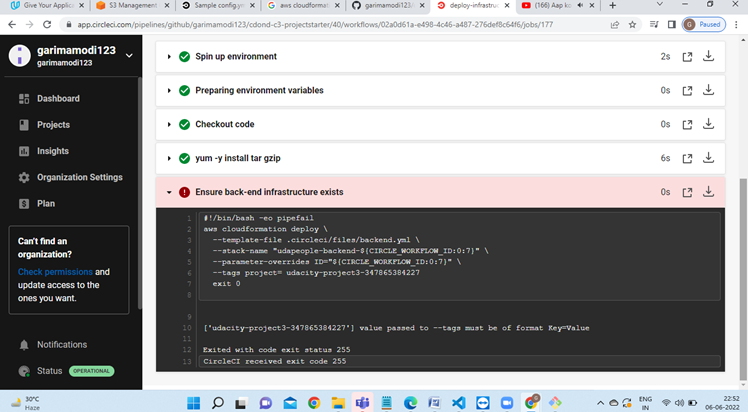 Give Your Applic
S3 Management
Sample config.ym
aws cloudformati
garimamodi123/c
deploy-infrastruc
(166) Aap ka
app.circleci.com/pipelines/github/garimamodi123/cdond-c3-projectstarter/40/workflows/02a0d61a-e498-4c46-a487-276def8c64f6/jobs/177
G Paused
garimamodi123
garimamodi123
Dashboard
Projects
Insights
Organization Settings
Plan
Can't find an
organization?
Check permissions and
update access to the
ones you want.
Notifications
Status OPERATIONAL
Spin up environment 2s
Preparing environment variables 0s
Checkout code 0s
yum -y install tar gzip 6s
Ensure back-end infrastructure exists 0s
1 #!/bin/bash -eo pipefail
2 aws cloudformation deploy \
3 --template-file .circleci/files/backend.yml \
4 --stack-name "udapeople-backend-${CIRCLE_WORKFLOW_ID:0:7}" \
5 --parameter-overrides ID="${CIRCLE_WORKFLOW_ID:0:7}" \
6 --tags project= udacity-project3-347865384227
7 exit 0
8
9
10 ['udacity-project3-347865384227'] value passed to --tags must be of format Key=Value
11
12 Exited with code exit status 255
13 CircleCI received exit code 255
30°C
Haze
ENG
IN
22:52
06-06-2022